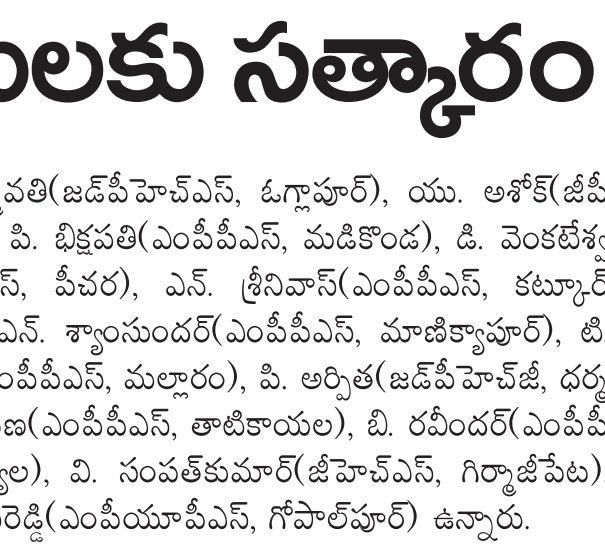 లకు సత్కారం
వతి(జడ్‌పీహెచ్‌ఎస్, ఓగ్లాపూర్), యు. అశోక్(జీపీ
పి. భిక్షపతి(ఎంపీపీఎస్, మడికొండ), డి. వెంకటేశ్వ
స్, పీచర), ఎన్. శ్రీనివాస్(ఎంపీపీఎస్, కట్కూర్
ఎన్. శ్యాంసుందర్(ఎంపీపీఎస్, మాణిక్యాపూర్), టి.
ంపీపీఎస్, మల్లారం), పి. అర్పిత(జడ్‌పీహెచ్‌జీ, ధర్మ
ణ(ఎంపీపీఎస్, తాటికాయల), బి. రవీందర్(ఎంపీపీ
ల), వి. సంపత్‌కుమార్(జీహెచ్‌ఎస్, గిర్మాజీపేట).
రెడ్డి(ఎంపీయూపీఎస్, గోపాల్‌పూర్) ఉన్నారు.